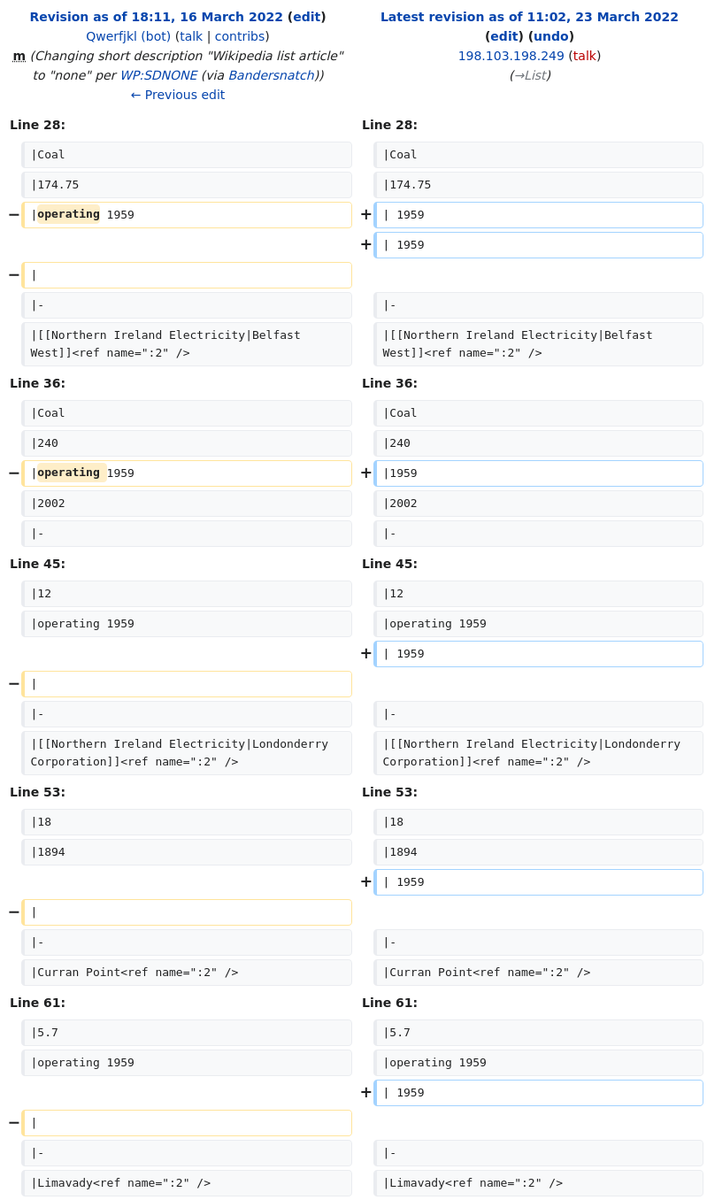 Revision as of 18:11, 16 March 2022 (edit)
Qwerfjkl (bot) (talk | contribs)
m (Changing short description "Wikipedia list article"
to "none" per WP:SDNONE (via Bandersnatch))
← Previous edit
Latest revision as of 11:02, 23 March 2022
(edit) (undo)
198.103.198.249 (talk)
(→List)
Line 28:
Line 28:
|Coal
|Coal
|174.75
|174.75
− |operating 1959
+ | 1959
+ | 1959
− |
|-
|-
|[[Northern Ireland Electricity|Belfast
West]]<ref name=":2" />
|[[Northern Ireland Electricity|Belfast
West]]<ref name=":2" />
Line 36:
Line 36:
|Coal
|Coal
|240
|240
− |operating 1959
+ |1959
|2002
|2002
|-
|-
Line 45:
Line 45:
|12
|12
|operating 1959
|operating 1959
+ | 1959
− |
|-
|-
|[[Northern Ireland Electricity|Londonderry
Corporation]]<ref name=":2" />
|[[Northern Ireland Electricity|Londonderry
Corporation]]<ref name=":2" />
Line 53:
Line 53:
|18
|18
|1894
|1894
+ | 1959
− |
|-
|-
|Curran Point<ref name=":2" />
|Curran Point<ref name=":2" />
Line 61:
Line 61:
|5.7
|5.7
|operating 1959
|operating 1959
+ | 1959
− |
|-
|-
|Limavady<ref name=":2" />
|Limavady<ref name=":2" />